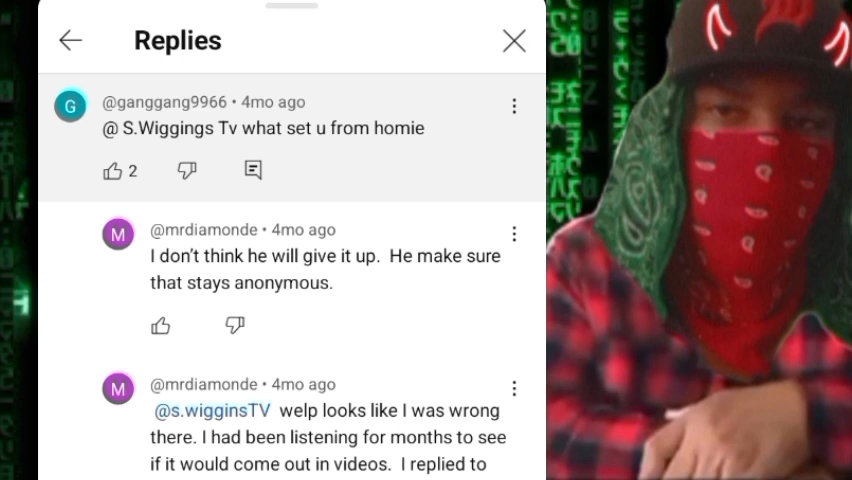 Replies
@ganggang9966 • 4mo ago
@ S.Wiggings Tv what set u from homie
2
@mrdiamonde • 4mo ago
I don’t think he will give it up.  He make sure
that stays anonymous.
@mrdiamonde • 4mo ago
@s.wigginsTV  welp looks like I was wrong
there. I had been listening for months to see
if it would come out in videos.  I replied to
G
M
M